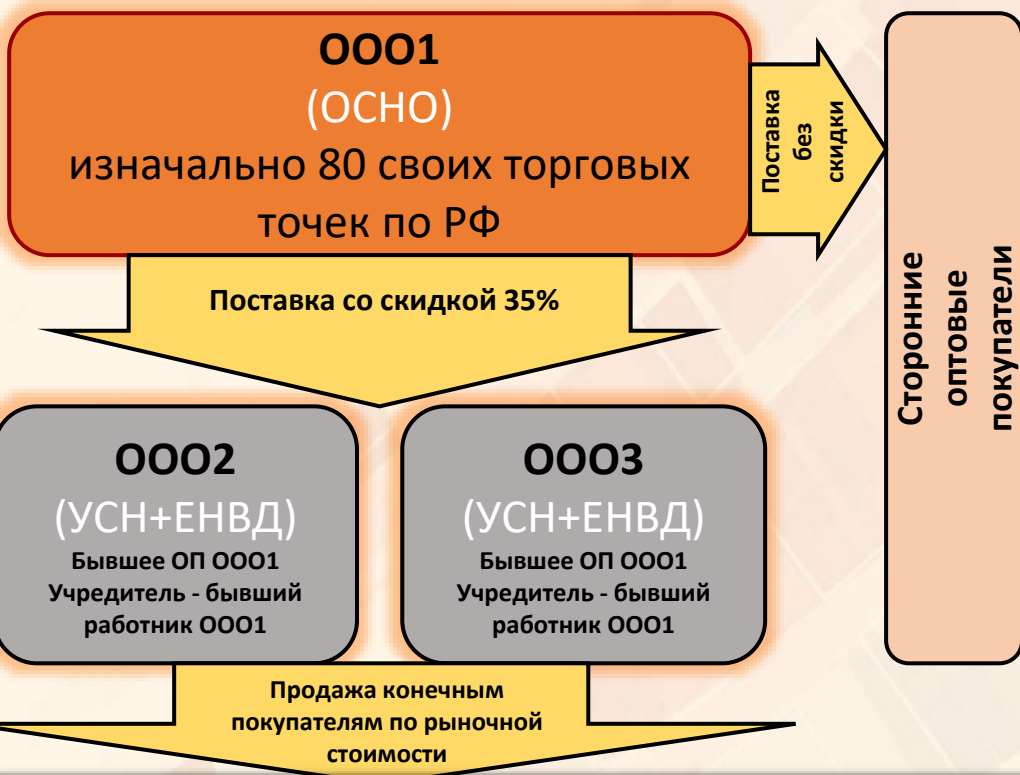 ООО1
(ОСНО)
изначально 80 своих торговых
точек по РФ
Поставка
без
скидки
Сторонние
оптовые
покупатели
Поставка со скидкой 35%
ООО2
(УСН+ЕНВД)
Бывшее ОП ООО1
Учредитель - бывший
работник ООО1
ООО3
(УСН+ЕНВД)
Бывшее ОП ООО1
Учредитель - бывший
работник ООО1
Продажа конечным
покупателям по рыночной
стоимости